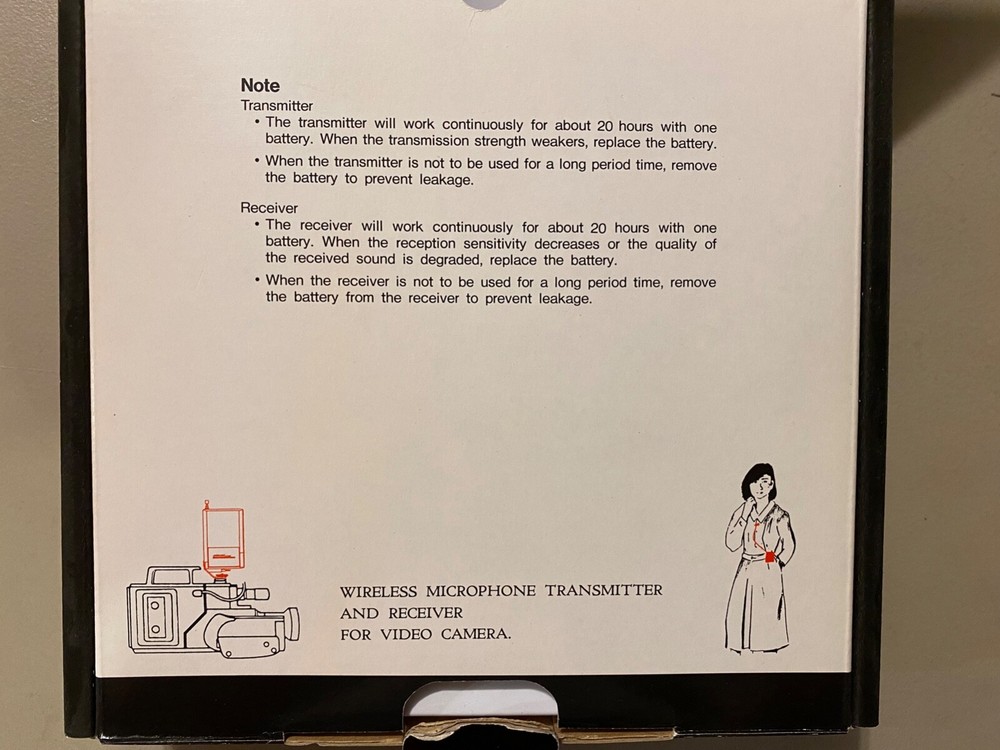 Note
Transmitter
• The transmitter will work continuously for about 20 hours with one
battery. When the transmission strength weakers, replace the battery.
• When the transmitter is not to be used for a long period time, remove
the battery to prevent leakage.
Receiver
• The receiver will work continuously for about 20 hours with one
battery. When the reception sensitivity decreases or the quality of
the received sound is degraded, replace the battery.
• When the receiver is not to be used for a long period time, remove
the battery from the receiver to prevent leakage.
WIRELESS MICROPHONE TRANSMITTER
AND RECEIVER
FOR VIDEO CAMERA.